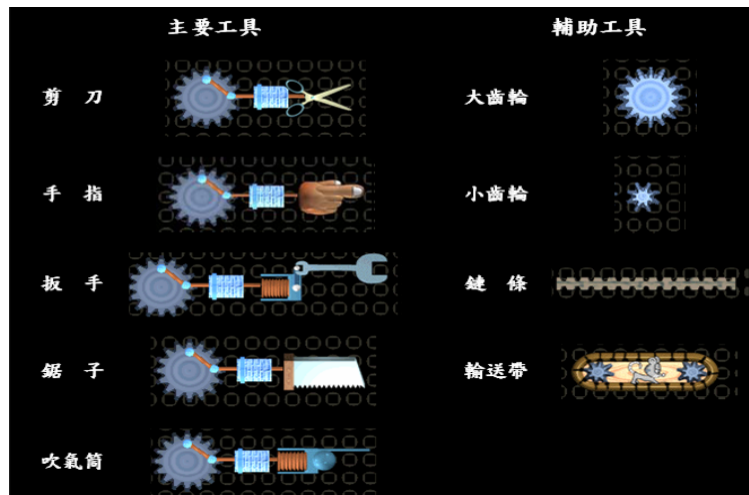 主要工具
剪 刀
手 指
扳 手
鋸 子
吹氣筒
輔助工具
大齒輪
小齒輪
鏈 條
輸送帶